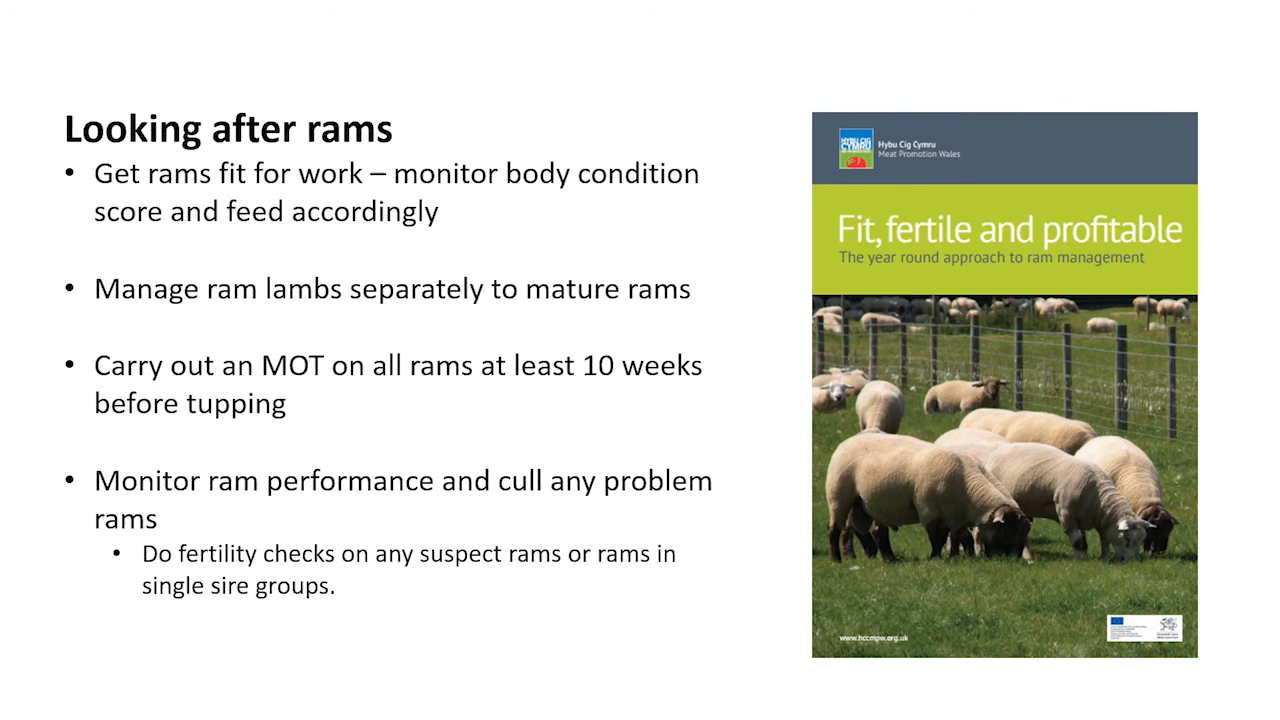 Looking after rams
• Get rams fit for work – monitor body condition
score and feed accordingly
• Manage ram lambs separately to mature rams
• Carry out an MOT on all rams at least 10 weeks
before tupping
• Monitor ram performance and cull any problem
rams
• Do fertility checks on any suspect rams or rams in
single sire groups.
HYBU CIG
CYMRU
Hybu Cig Cymru
Meat Promotion Wales
Fit, fertile and profitable
The year round approach to ram management
www.hccmpw.org.uk